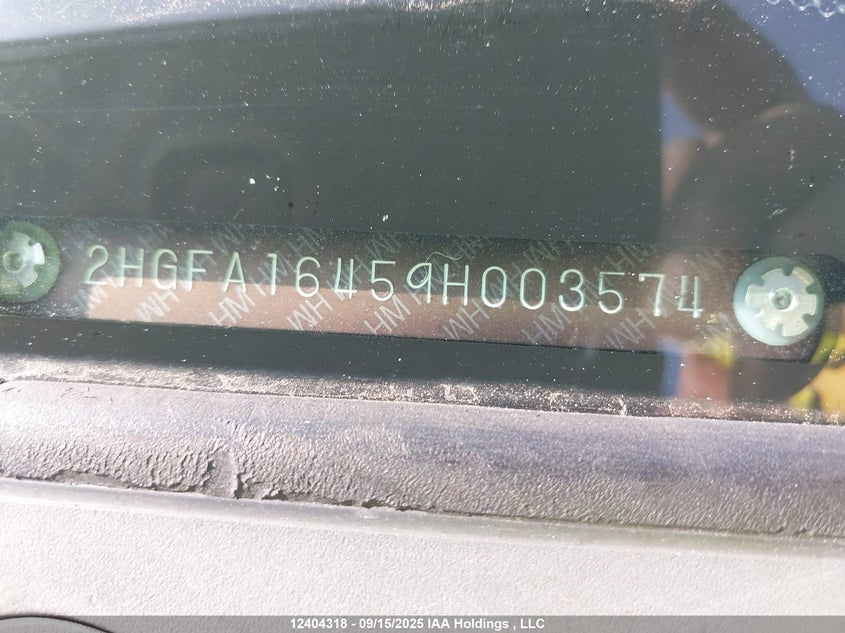 2HGFA16459H003574
12404318 - 09/15/2025 IAA Holdings , LLC